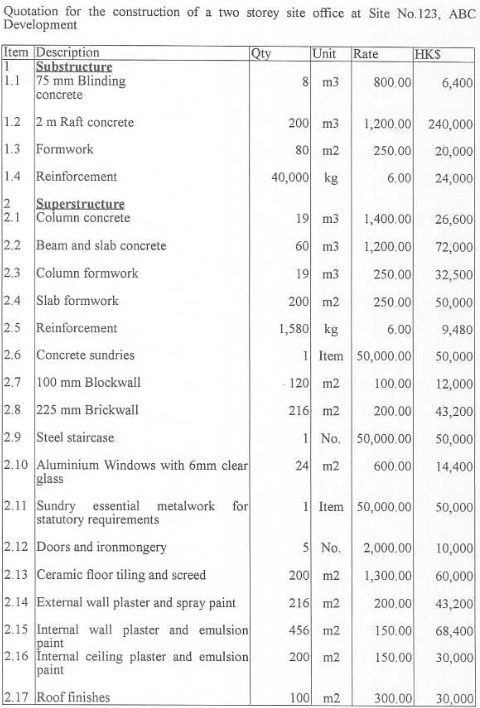 Quotation for the construction of a two storey site office at Site No.123, ABC
Development
Item Description Qty Unit Rate HK$
1 Substructure
1.1 75 mm Blinding 8 m3 800.00 6,400
concrete
1.2 2 m Raft concrete 200 m3 1,200.00 240,000
1.3 Formwork 80 m2 250.00 20,000
1.4 Reinforcement 40,000 kg 6.00 24,000
2 Superstructure
2.1 Column concrete 19 m3 1,400.00 26,600
2.2 Beam and slab concrete 60 m3 1,200.00 72,000
2.3 Column formwork 19 m3 250.00 32,500
2.4 Slab formwork 200 m2 250.00 50,000
2.5 Reinforcement 1,580 kg 6.00 9,480
2.6 Concrete sundries 1 Item 50,000.00 50,000
2.7 100 mm Blockwall 120 m2 100.00 12,000
2.8 225 mm Brickwall 216 m2 200.00 43,200
2.9 Steel staircase 1 No. 50,000.00 50,000
2.10 Aluminium Windows with 6mm clear 24 m2 600.00 14,400
glass
2.11 Sundry essential metalwork for 1 Item 50,000.00 50,000
statutory requirements
2.12 Doors and ironmongery 5 No. 2,000.00 10,000
2.13 Ceramic floor tiling and screed 200 m2 1,300.00 60,000
2.14 External wall plaster and spray paint 216 m2 200.00 43,200
2.15 Internal wall plaster and emulsion 456 m2 150.00 68,400
paint
2.16 Internal ceiling plaster and emulsion 200 m2 150.00 30,000
paint
2.17 Roof finishes 100 m2 300.00 30,000